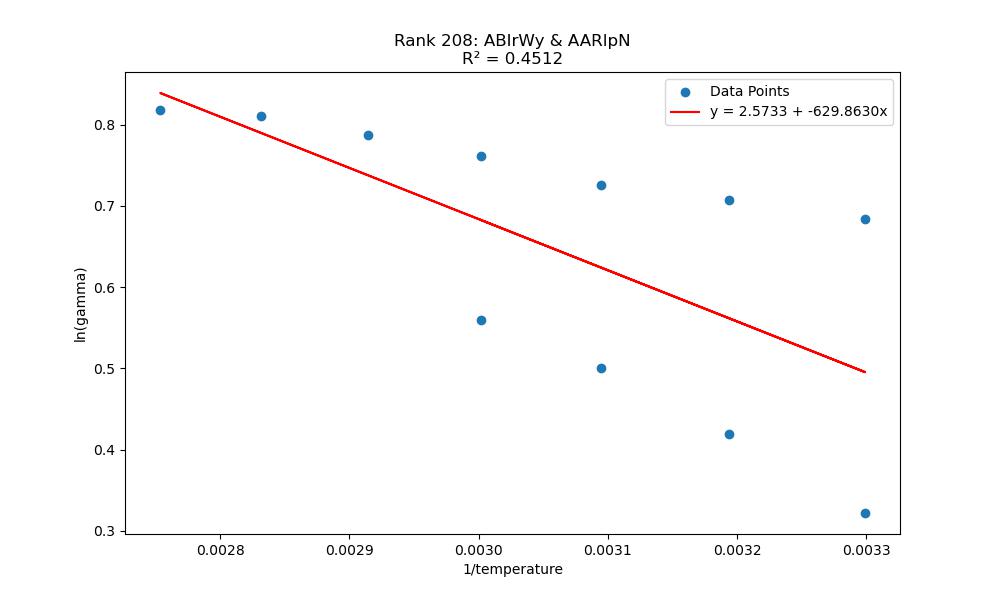 Rank 208: ABlrWy & AARlpN
R² = 0.4512
Data Points
y = 2.5733 + -629.8630x
ln(gamma)
0.8
0.7
0.6
0.5
0.4
0.3
0.0028
0.0029
0.0030
0.0031
0.0032
0.0033
1/temperature